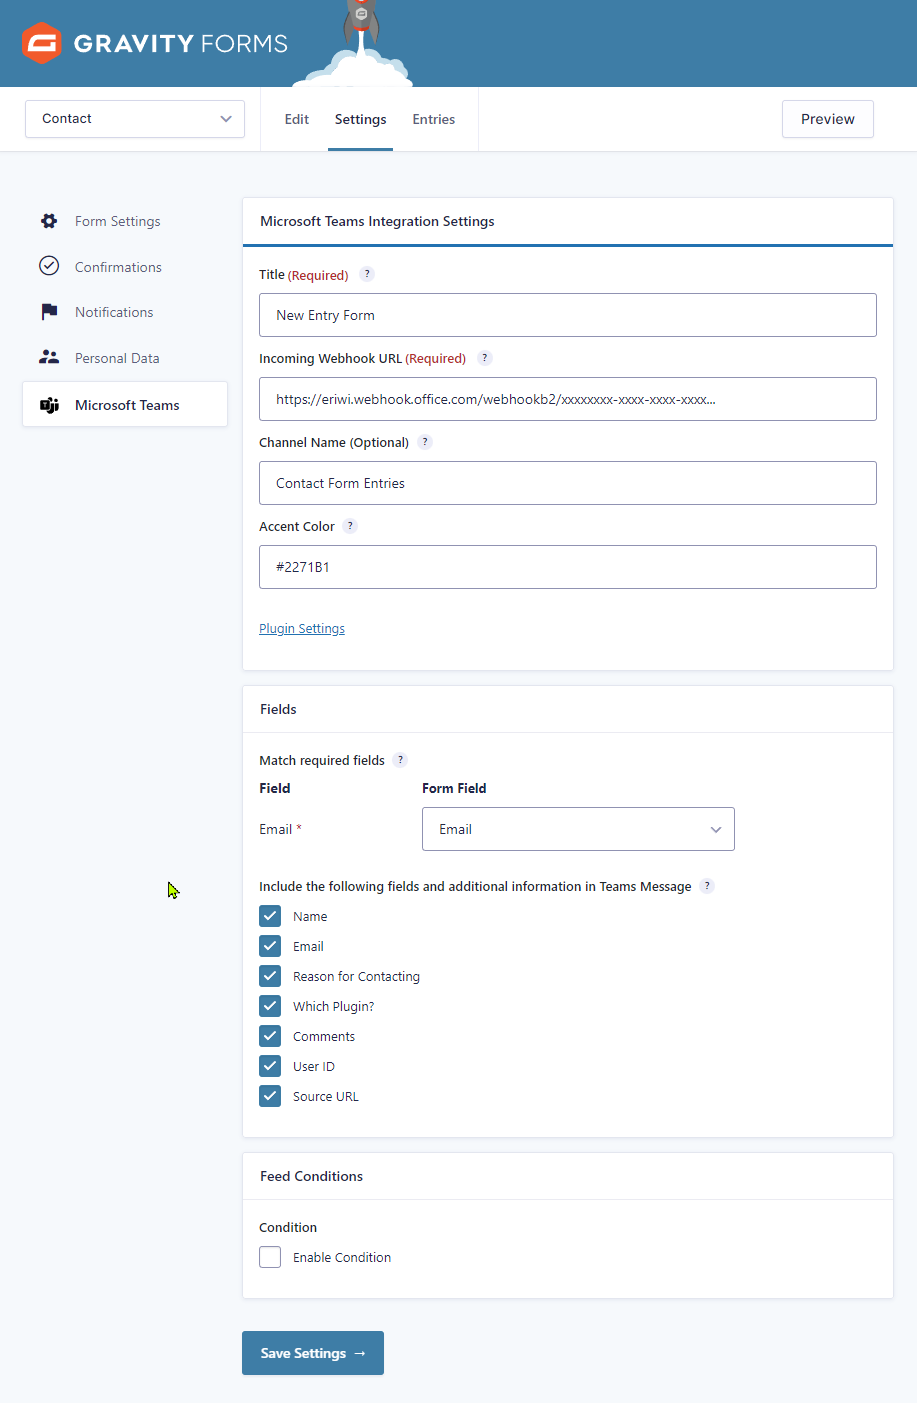 GRAVITY FORMS
Contact
Edit Settings Entries
Preview
Form Settings
Confirmations
Notifications
Personal Data
Microsoft Teams
Microsoft Teams Integration Settings
Title (Required) ?
New Entry Form
Incoming Webhook URL (Required) ?
https://eriwi.webhook.office.com/webhookb2/xxxxxxxx-xxxx-xxxx-xxxx...
Channel Name (Optional) ?
Contact Form Entries
Accent Color ?
#2271B1
Plugin Settings
Fields
Match required fields ?
Field Form Field
Email * Email
Include the following fields and additional information in Teams Message ?
Name
Email
Reason for Contacting
Which Plugin?
Comments
User ID
Source URL
Feed Conditions
Condition
Enable Condition
Save Settings →